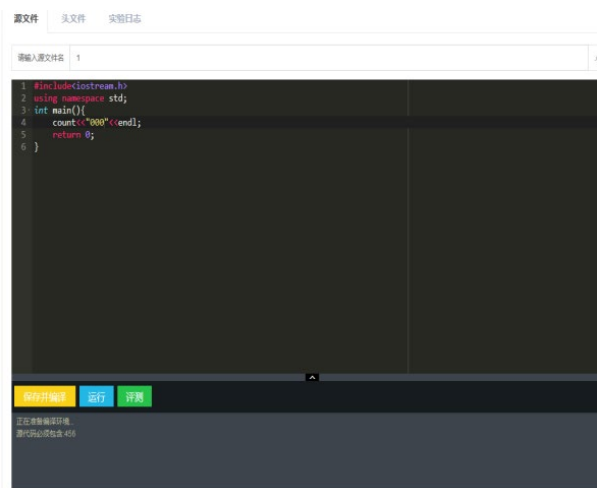 源文件 头文件 实验日志
请输入源文件名 1
1 #include<iostream.h>
2 using namespace std;
3 int main(){
4 count<<"000"<<endl;
5 return 0;
6 }
保存并编译 运行 评测
正在准备编译环境...
源代码必须包含:456